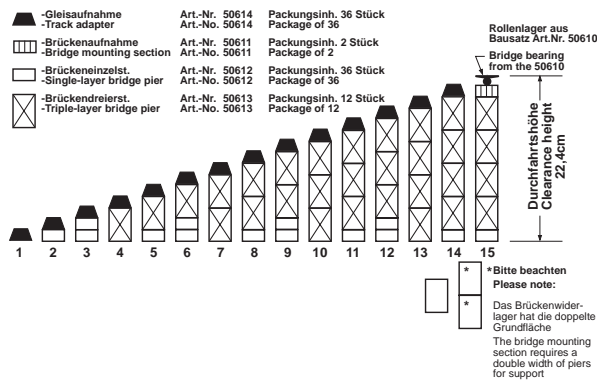 -Gleisaufnahme Art.-Nr. 50614 Packungsinh. 36 Stück
-Track adapter Art.-No. 50614 Package of 36
-Brückenaufnahme Art.-Nr. 50611 Packungsinh. 2 Stück
-Bridge mounting section Art.-No. 50611 Package of 2
-Brückeneinzelst. Art.-Nr. 50612 Packungsinh. 36 Stück
-Single-layer bridge pier Art.-No. 50612 Package of 36
-Brückendreierst. Art.-Nr. 50613 Packungsinh. 12 Stück
-Triple-layer bridge pier Art.-No. 50613 Package of 12
Rollenlager aus
Bausatz Art.Nr. 50610
Bridge bearing
from the 50610
Durchfahrtshöhe
Clearance height
22,4cm
1 2 3 4 5 6 7 8 9 10 11 12 13 14 15
* *Bitte beachten
Please note:
*
Das Brückenwider-
lager hat die doppelte
Grundfläche
The bridge mounting
section requires a
double width of piers
for support